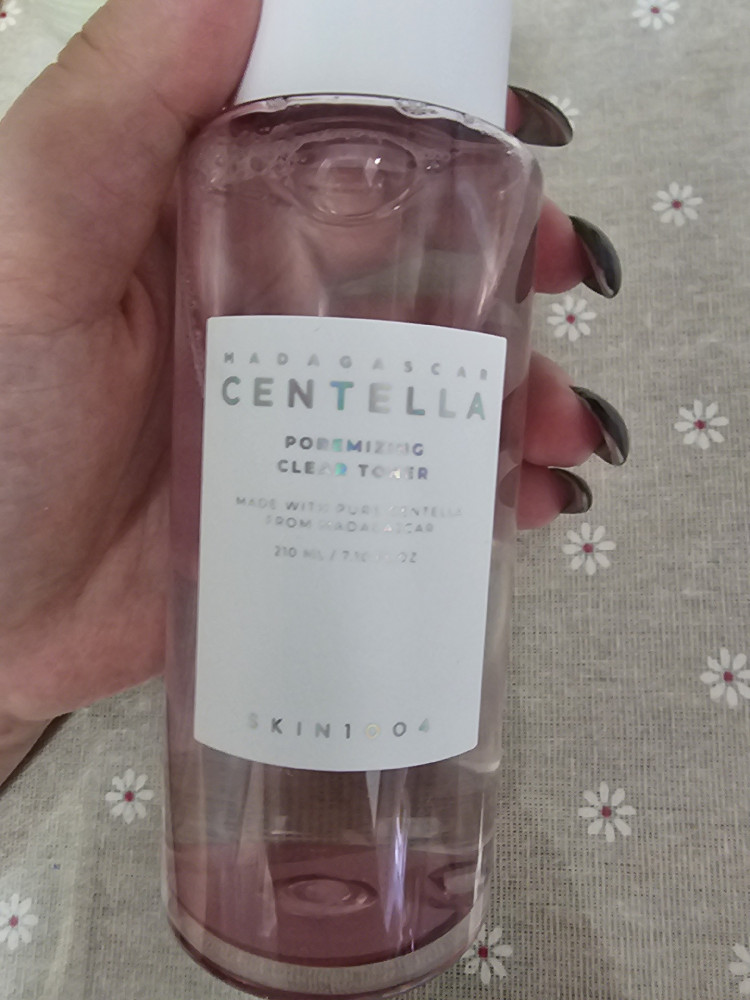 MADAGASCAR
CENTELLA
POREMIZING
CLEAR TONER
MADE WITH PURE CENTELLA
FROM MADAGASCAR
210 ML / 7.10 FL.OZ
SKIN1004